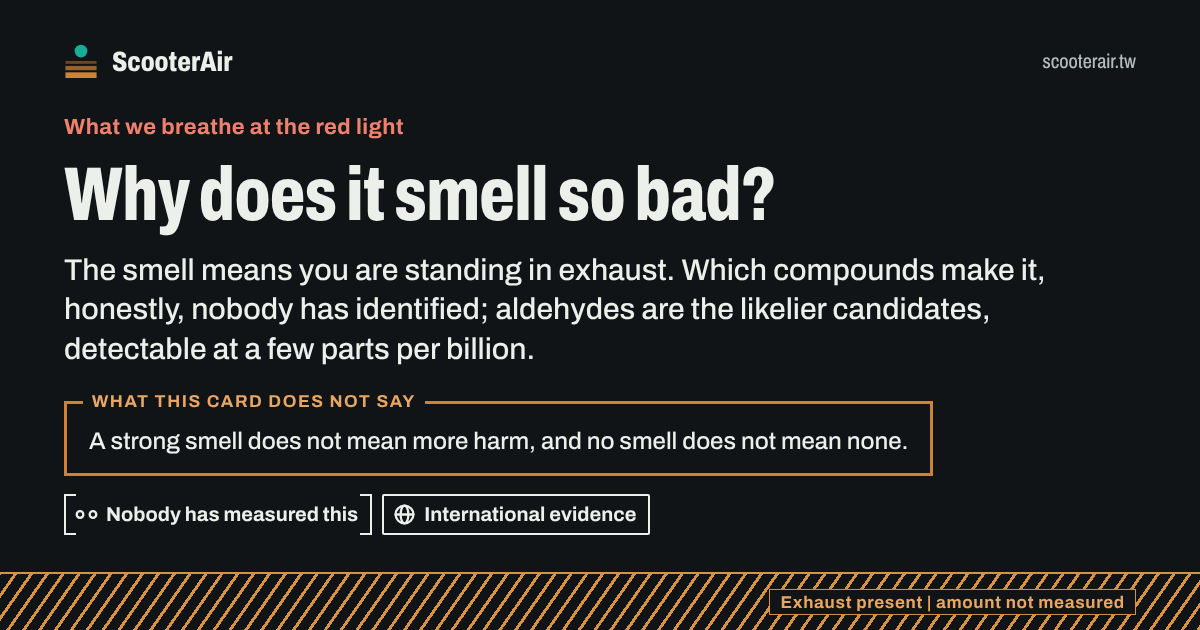 ScooterAir
scooterair.tw
What we breathe at the red light
Why does it smell so bad?
The smell means you are standing in exhaust. Which compounds make it,
honestly, nobody has identified; aldehydes are the likelier candidates,
detectable at a few parts per billion.
WHAT THIS CARD DOES NOT SAY
A strong smell does not mean more harm, and no smell does not mean none.
Nobody has measured this
International evidence
Exhaust present | amount not measured